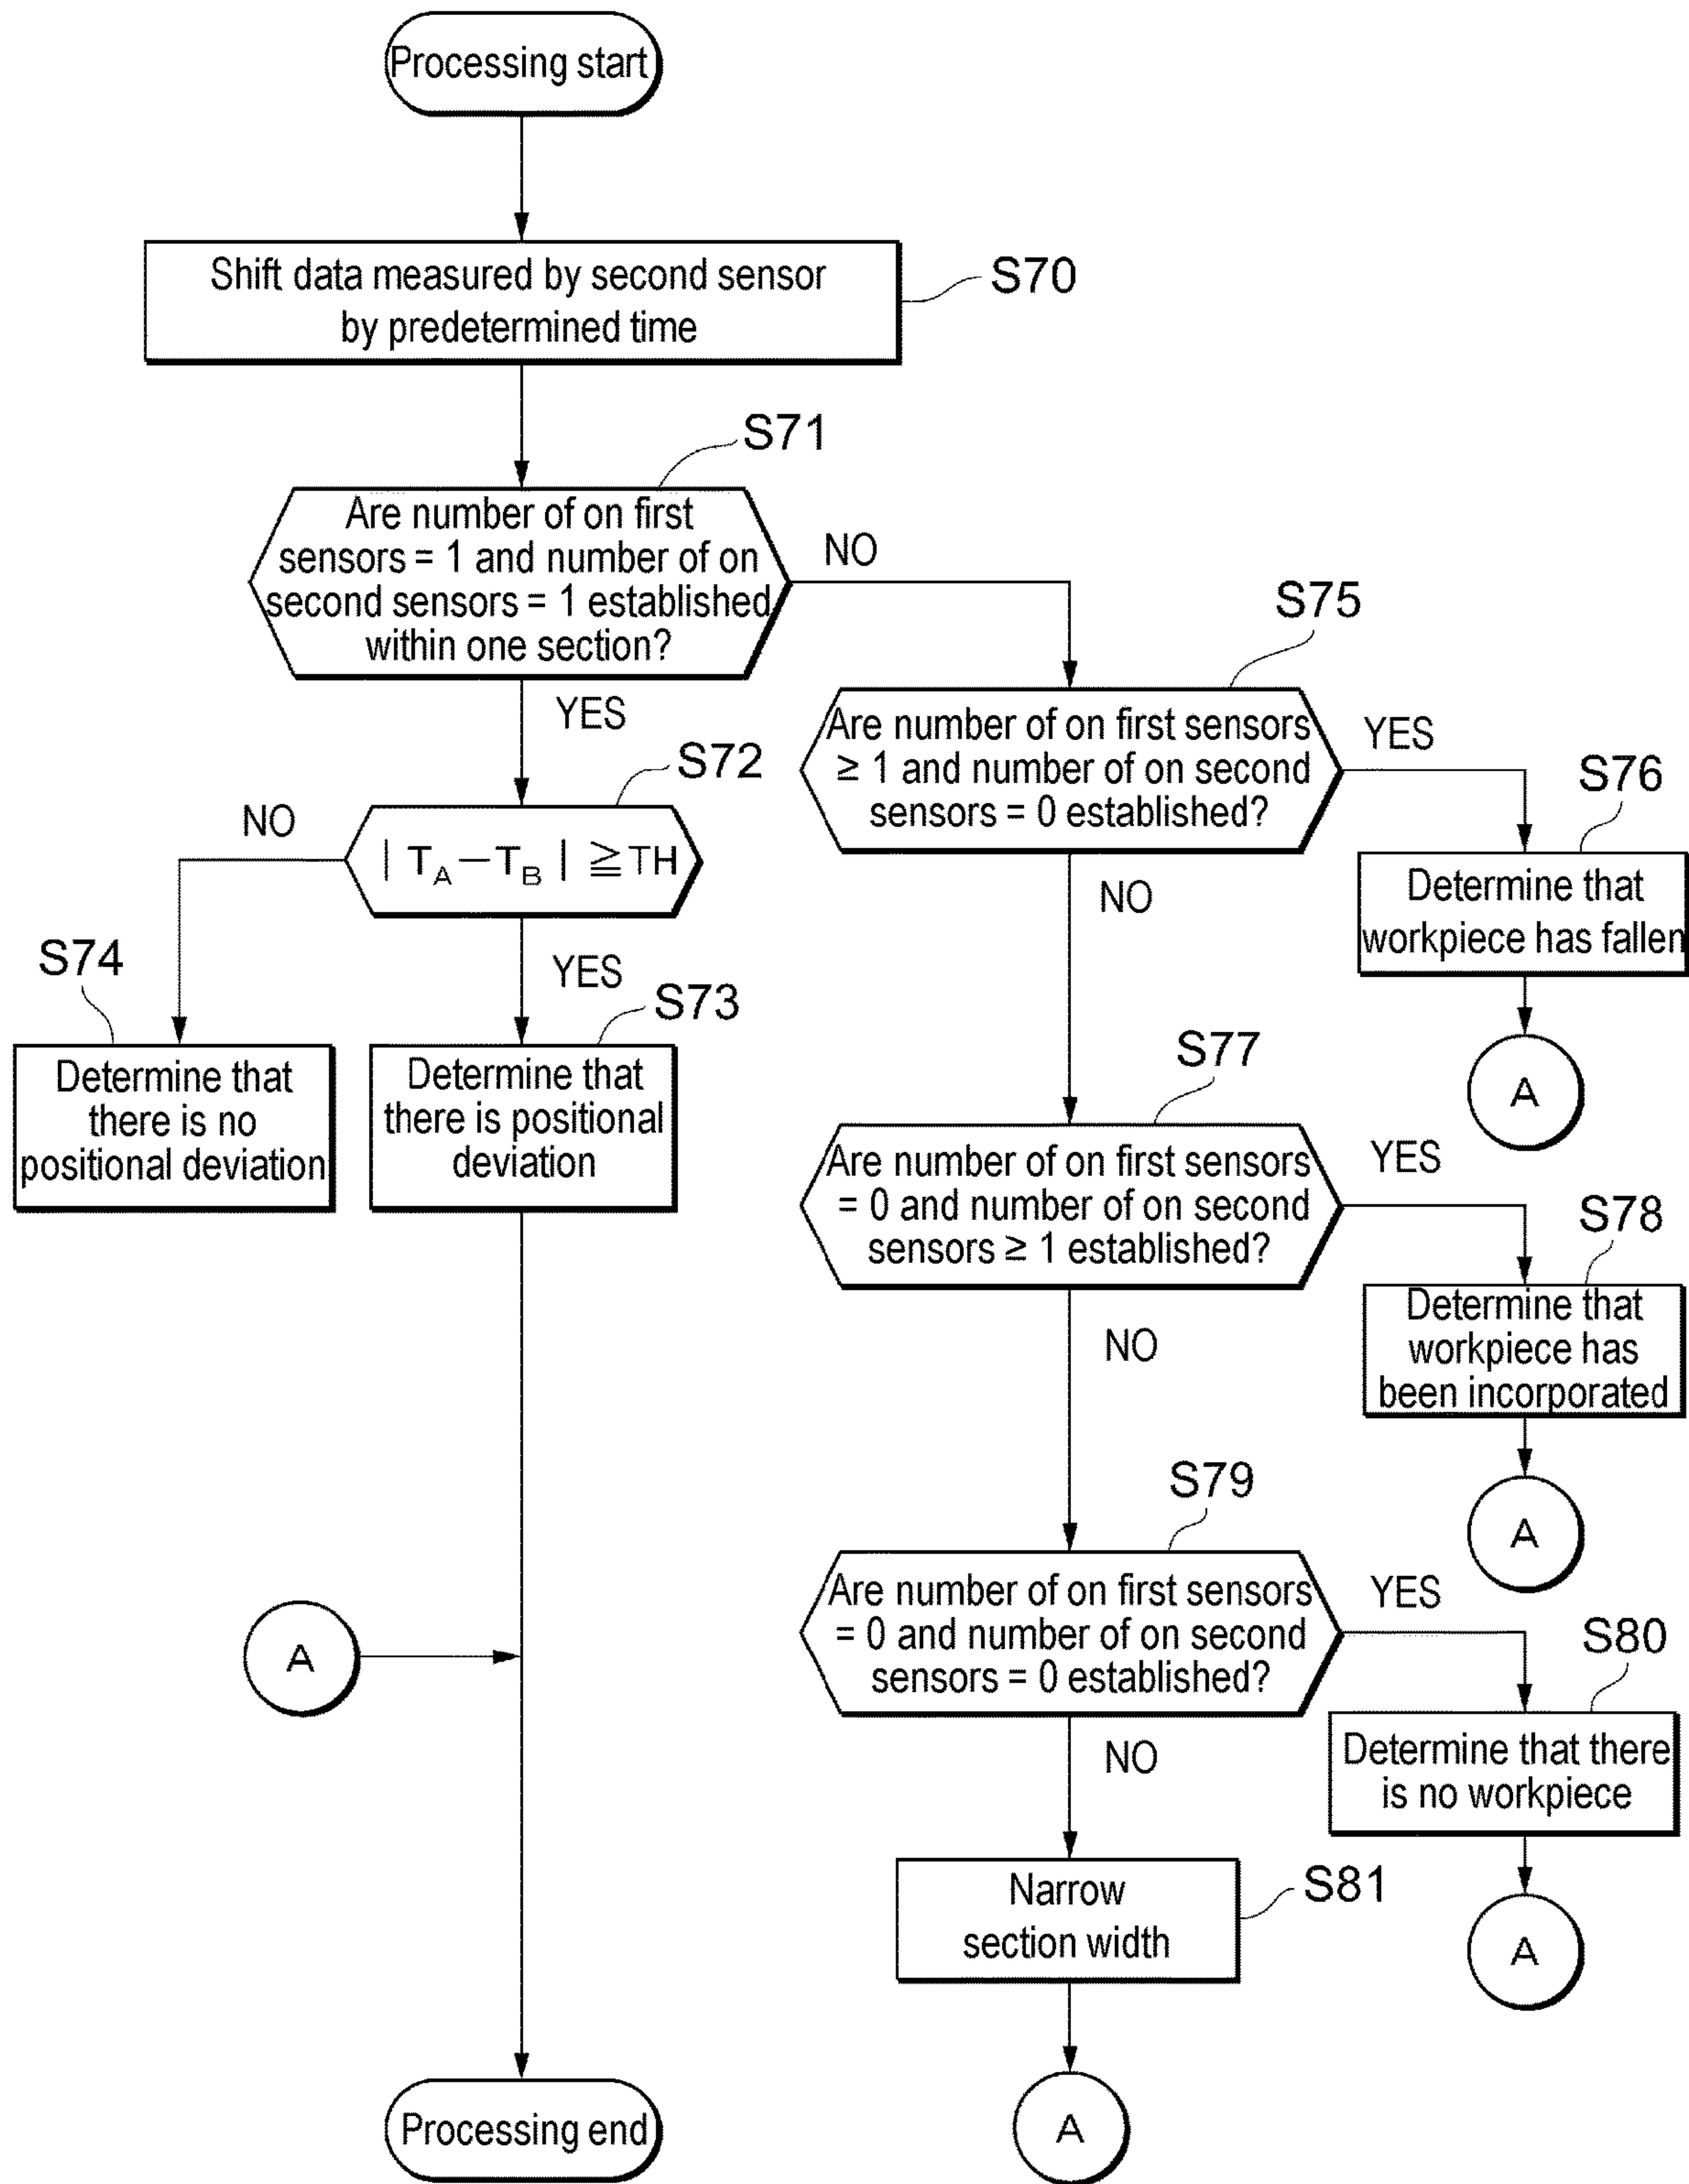 Processing start
Shift data measured by second sensor
by predetermined time
S70
S71
Are number of on first
sensors = 1 and number of on
second sensors = 1 established
within one section?
NO
YES
S72
| TA－TB | ≧TH
NO
YES
S74
Determine that
there is no
positional deviation
S73
Determine that
there is positional
deviation
S75
Are number of on first sensors
≥ 1 and number of on second
sensors = 0 established?
YES
NO
S76
Determine that
workpiece has fallen
A
S77
Are number of on first sensors
= 0 and number of on second
sensors ≥ 1 established?
YES
NO
S78
Determine that
workpiece has
been incorporated
A
S79
Are number of on first sensors
= 0 and number of on second
sensors = 0 established?
YES
NO
S80
Determine that there
is no workpiece
A
S81
Narrow
section width
A
A
Processing end